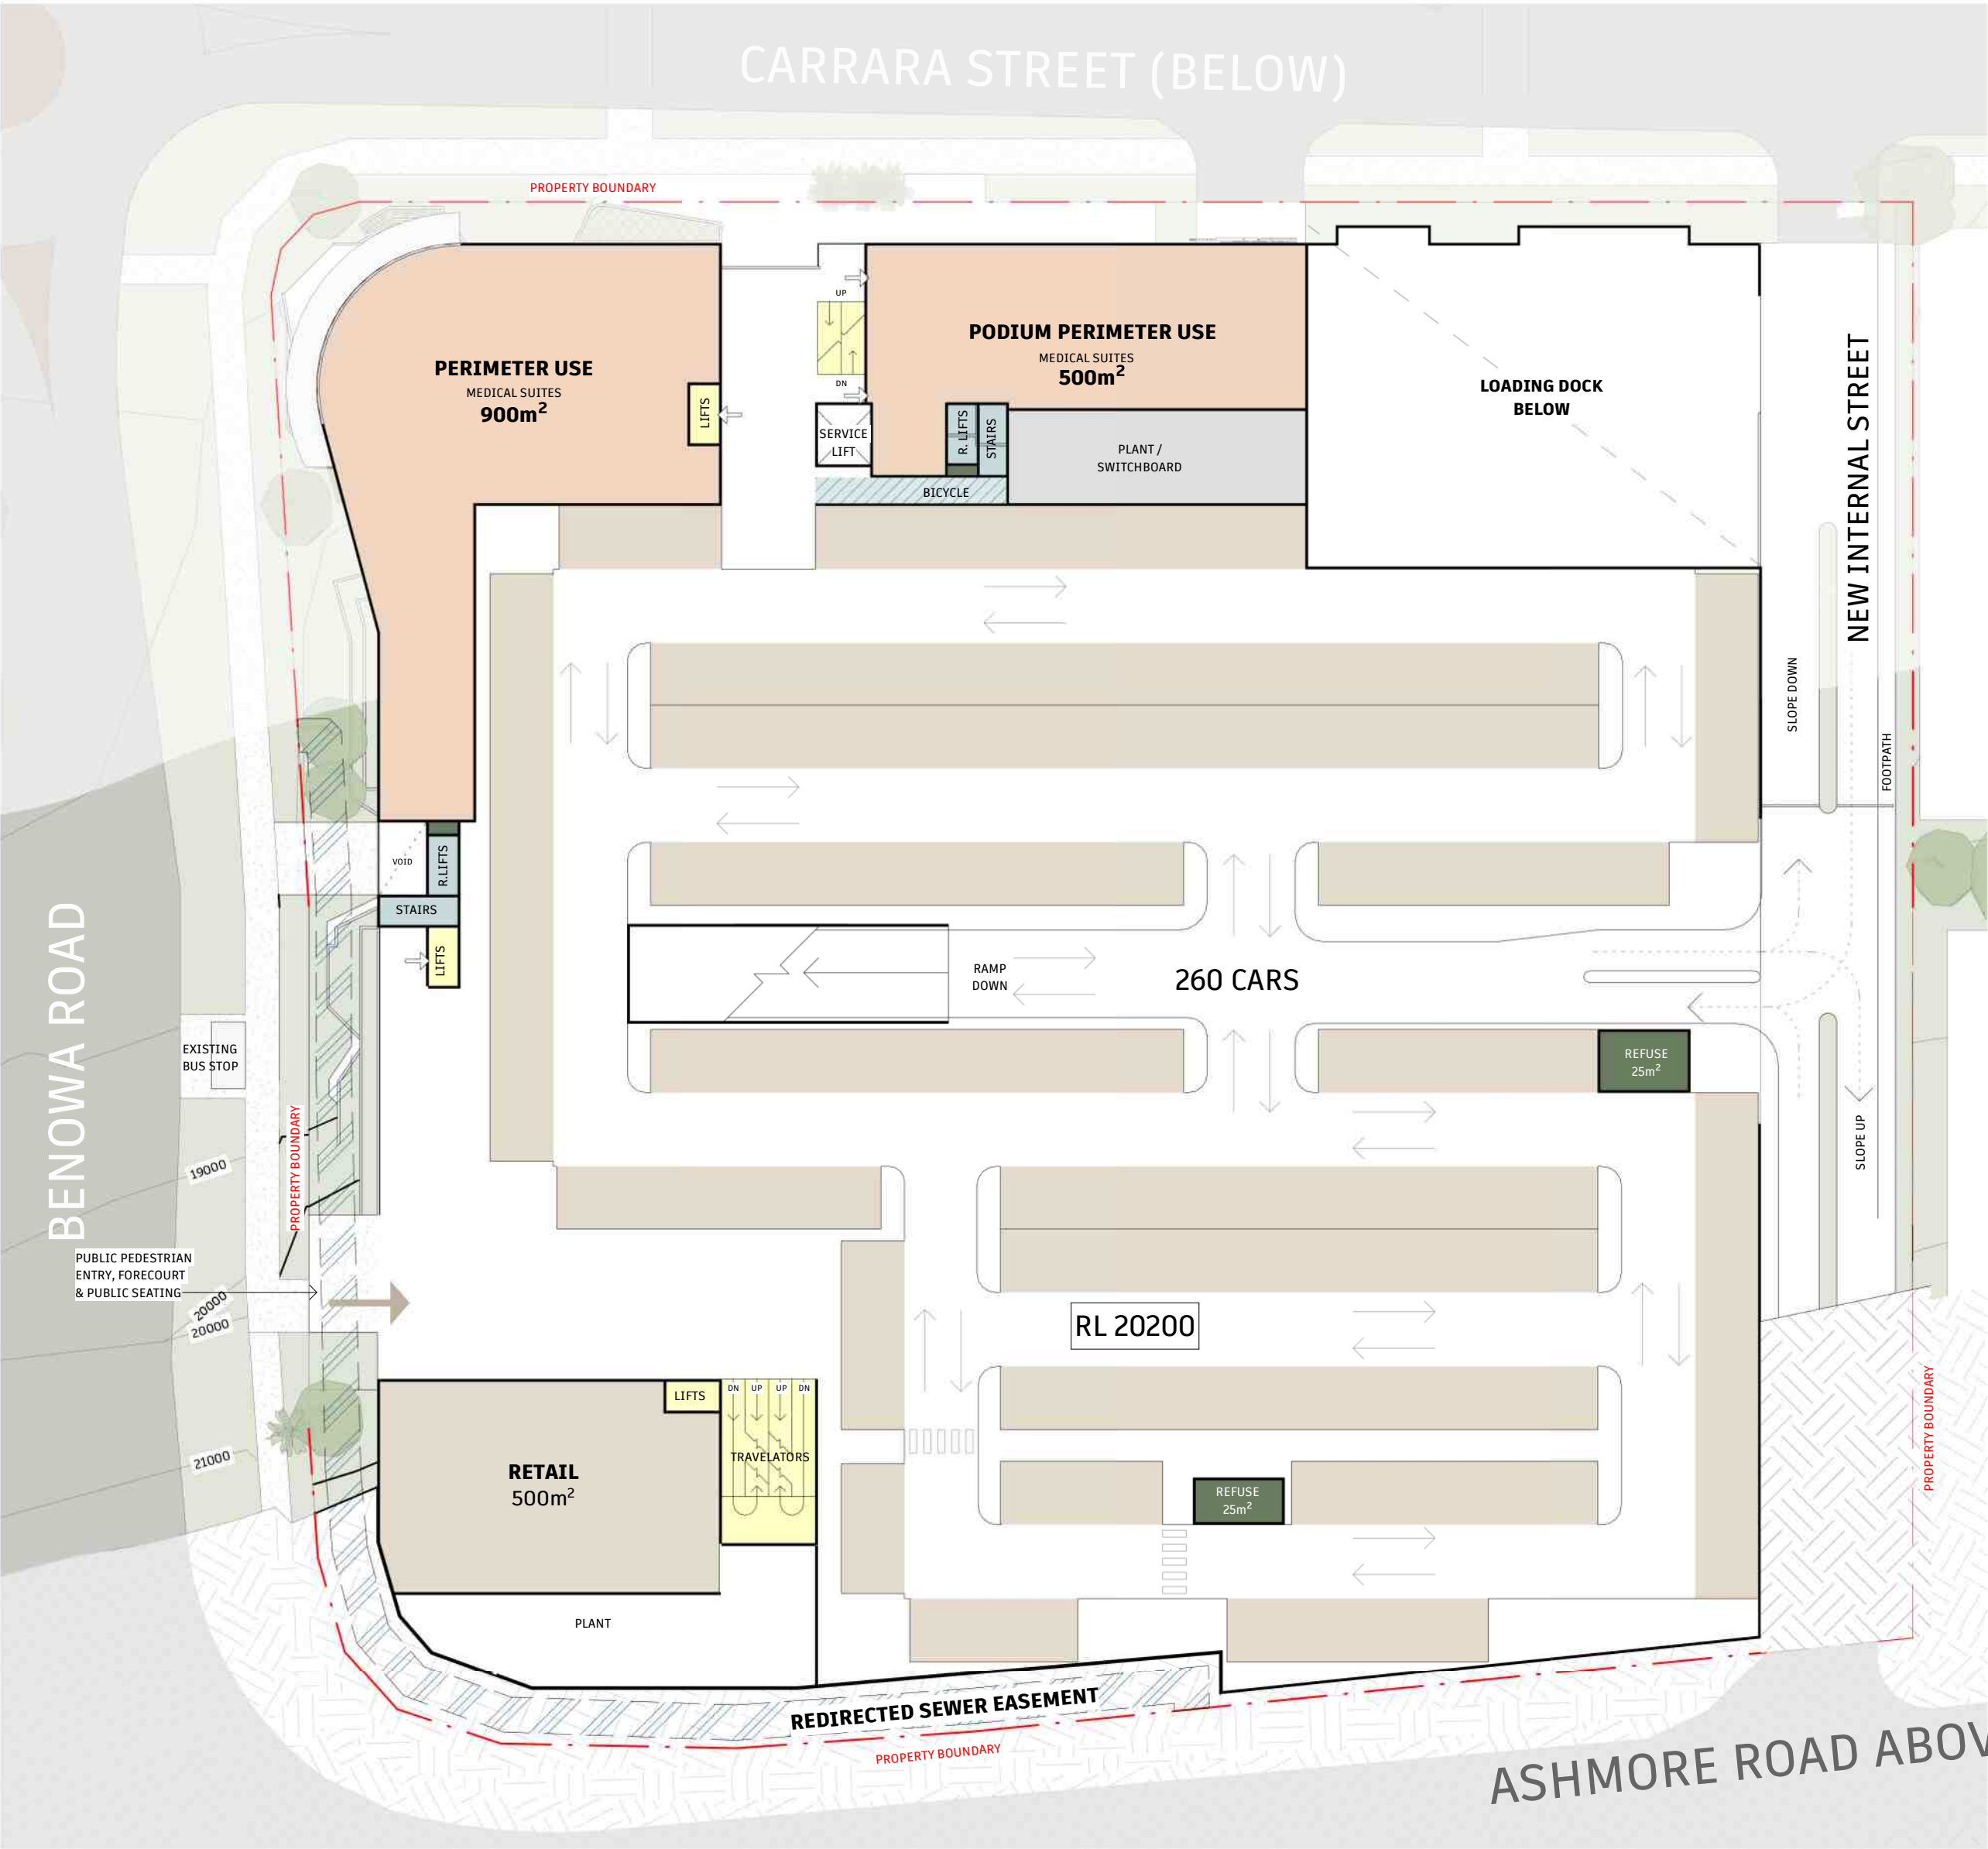 CARRARA STREET (BELOW)
PROPERTY BOUNDARY
UP
DN
PERIMETER USE
MEDICAL SUITES
900m²
LIFTS
PODIUM PERIMETER USE
MEDICAL SUITES
500m²
SERVICE
LIFT
R. LIFTS
STAIRS
PLANT /
SWITCHBOARD
BICYCLE
LOADING DOCK
BELOW
NEW INTERNAL STREET
SLOPE DOWN
FOOTPATH
VOID
R.LIFTS
STAIRS
LIFTS
RAMP
DOWN
260 CARS
BENOWA ROAD
EXISTING
BUS STOP
REFUSE
25m²
SLOPE UP
PROPERTY BOUNDARY
19000
PUBLIC PEDESTRIAN
ENTRY, FORECOURT
& PUBLIC SEATING
20000
20000
RL 20200
21000
LIFTS
DN UP UP DN
TRAVELATORS
RETAIL
500m²
REFUSE
25m²
PROPERTY BOUNDARY
PLANT
REDIRECTED SEWER EASEMENT
PROPERTY BOUNDARY
ASHMORE ROAD ABOV